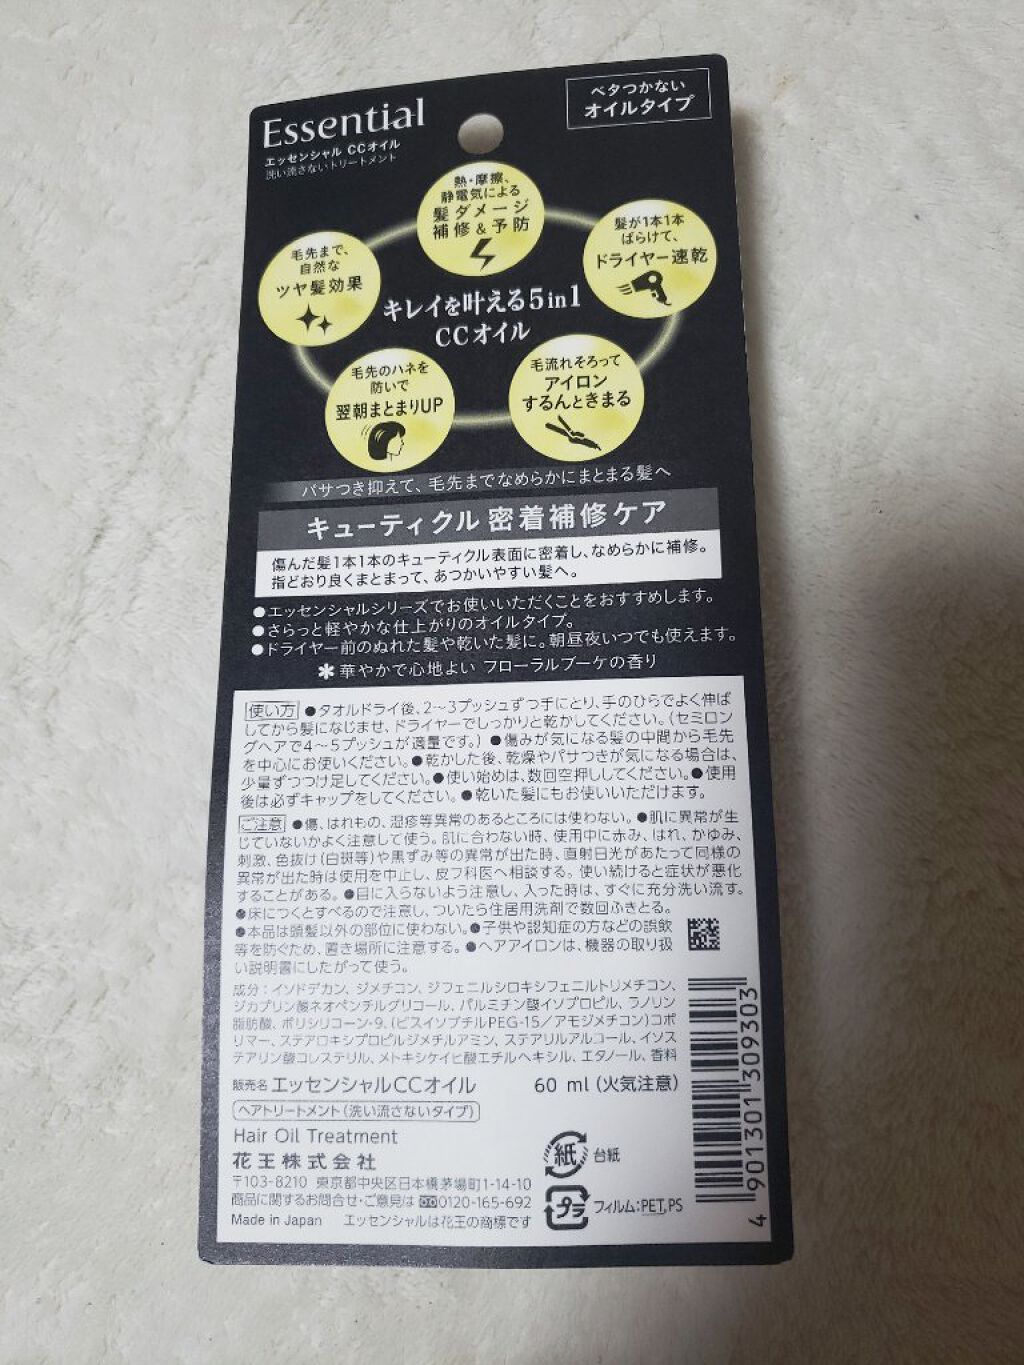 Essential
エッセンシャル CCオイル
洗い流さないトリートメント
ベタつかない
オイルタイプ
熱・摩擦、
静電気による
髪ダメージ
補修&予防
髪が1本1本
ばらけて、
ドライヤー速乾
毛先まで、
自然な
ツヤ髪効果
キレイを叶える5in1
CCオイル
毛先のハネを
防いで
翌朝まとまりUP
毛流れそろって
アイロン
するんときまる
パサつき抑えて、毛先までなめらかにまとまる髪へ
キューティクル 密着補修ケア
傷んだ髪1本1本のキューティクル表面に密着し、なめらかに補修。
指どおり良くまとまって、あつかいやすい髪へ。
●エッセンシャルシリーズでお使いいただくことをおすすめします。
●さらっと軽やかな仕上がりのオイルタイプ。
●ドライヤー前のぬれた髪や乾いた髪に。朝昼夜いつでも使えます。
＊華やかで心地よい フローラルブーケの香り
使い方 ●タオルドライ後、2〜3プッシュずつ手にとり、手のひらでよく伸ば
してから髪になじませ、ドライヤーでしっかりと乾かしてください。(セミロン
グヘアで4〜5プッシュが適量です。) ●傷みが気になる髪の中間から毛先
を中心にお使いください。●乾かした後、乾燥やパサつきが気になる場合は、
少量ずつつけ足してください。●使い始めは、数回空押ししてください。●使用
後は必ずキャップをしてください。●乾いた髪にもお使いいただけます。
ご注意 ●傷、はれもの、湿疹等異常のあるところには使わない。●肌に異常が生
じていないかよく注意して使う。肌に合わない時、使用中に赤み、はれ、かゆみ、
刺激、色抜け(白斑等)や黒ずみ等の異常が出た時、直射日光があたって同様の
異常が出た時は使用を中止し、皮フ科医へ相談する。使い続けると症状が悪化
することがある。●目に入らないよう注意し、入った時は、すぐに充分洗い流す。
●床につくとすべるので注意し、ついたら住居用洗剤で数回ふきとる。
●本品は頭髪以外の部位に使わない。●子供や認知症の方などの誤飲
等を防ぐため、置き場所に注意する。●ヘアアイロンは、機器の取り扱
い説明書にしたがって使う。
成分：イソドデカン、ジメチコン、ジフェニルシロキシフェニルトリメチコン、
ジカプリン酸ネオペンチルグリコール、パルミチン酸イソプロピル、ラノリン
脂肪酸、ポリシリコーン-9、(ビスイソブチルPEG-15／アモジメチコン)コポ
リマー、ステアロキシプロピルジメチルアミン、ステアリルアルコール、イソス
テアリン酸コレステリル、メトキシケイヒ酸エチルヘキシル、エタノール、香料
販売名 エッセンシャルCCオイル 60 ml (火気注意)
ヘアトリートメント(洗い流さないタイプ)
Hair Oil Treatment
花王株式会社
〒103-8210 東京都中央区日本橋茅場町1-14-10
商品に関するお問合せ・ご意見は 0120-165-692
Made in Japan エッセンシャルは花王の商標です
紙 台紙
プラ フィルム:PET,PS
4 901301 309303